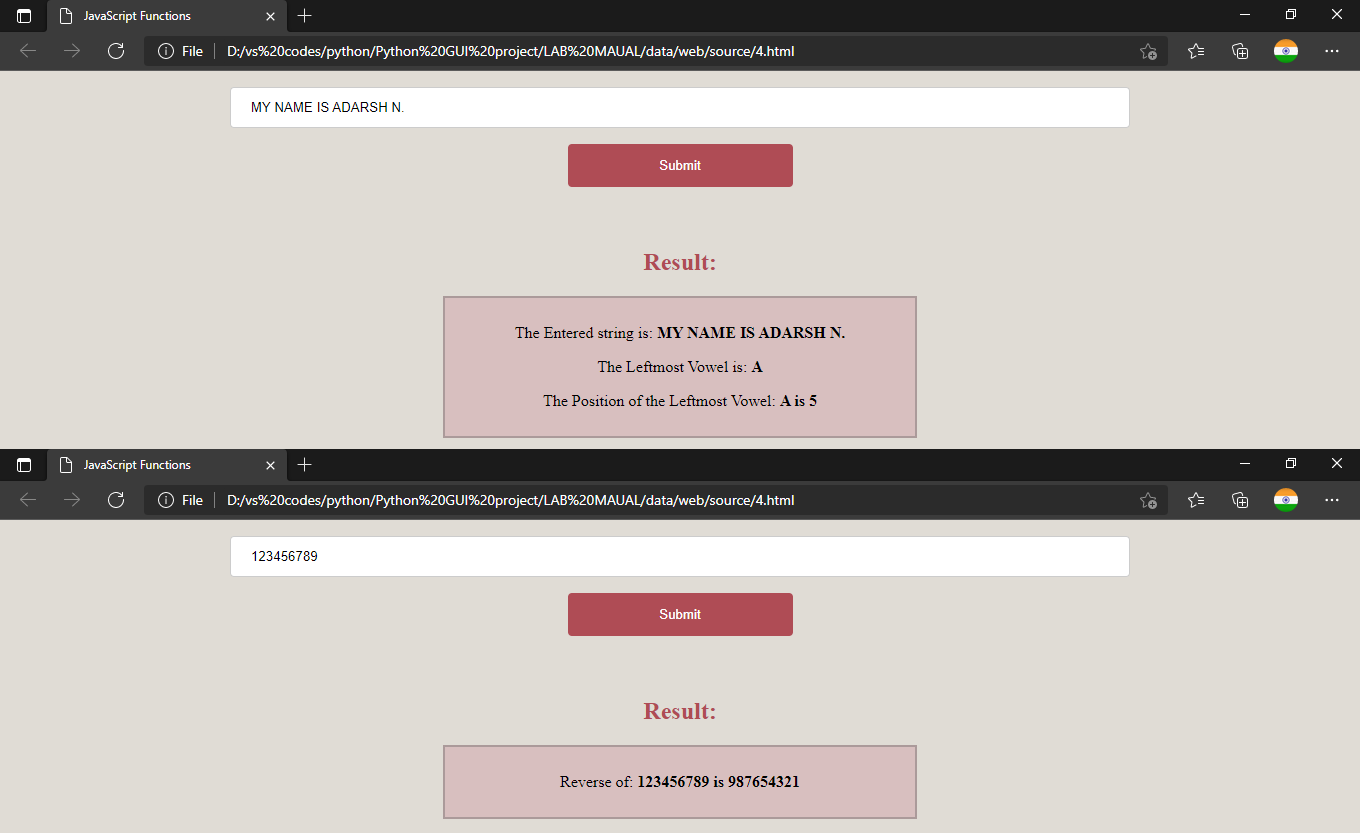 JavaScript Functions
File D:/vs%20codes/python/Python%20GUI%20project/LAB%20MAUAL/data/web/source/4.html
MY NAME IS ADARSH N.
Submit
Result:
The Entered string is: MY NAME IS ADARSH N.
The Leftmost Vowel is: A
The Position of the Leftmost Vowel: A is 5
JavaScript Functions
File D:/vs%20codes/python/Python%20GUI%20project/LAB%20MAUAL/data/web/source/4.html
123456789
Submit
Result:
Reverse of: 123456789 is 987654321